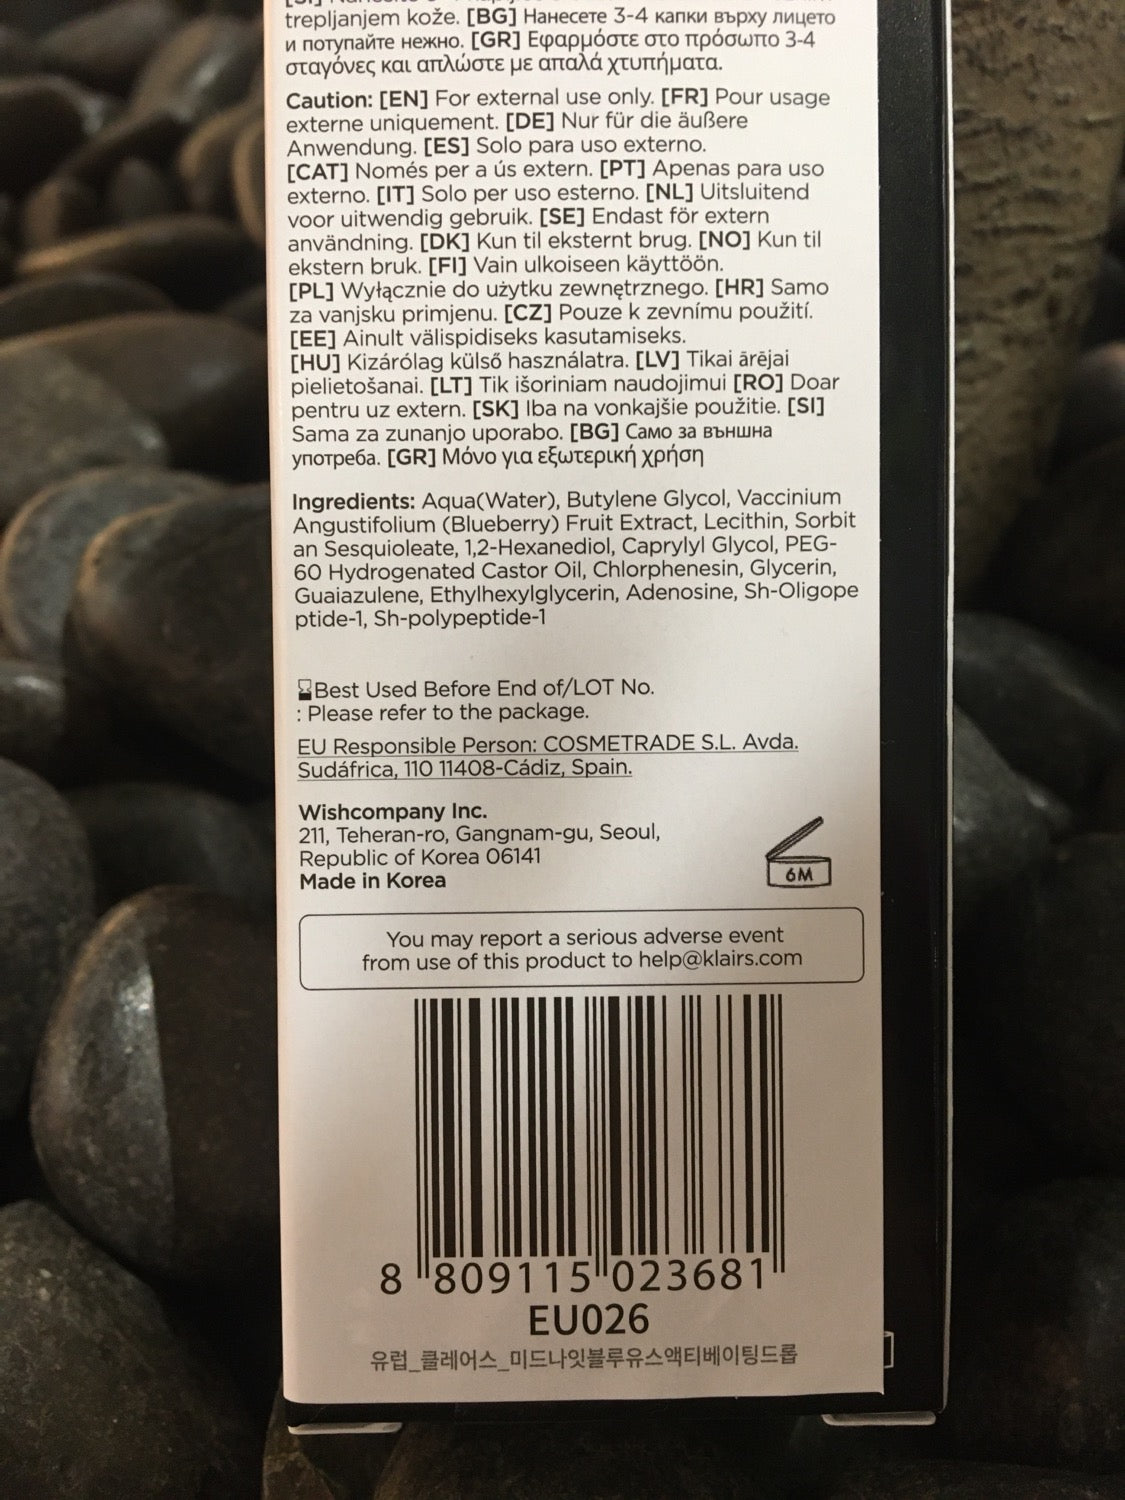 trepljanjem kože. [BG] Нанесете 3-4 капки върху лицето
и потупайте нежно. [GR] Εφαρμόστε στο πρόσωπο 3-4
σταγόνες και απλώστε με απαλά χτυπήματα.
Caution: [EN] For external use only. [FR] Pour usage
externe uniquement. [DE] Nur für die äußere
Anwendung. [ES] Solo para uso externo.
[CAT] Només per a ús extern. [PT] Apenas para uso
externo. [IT] Solo per uso esterno. [NL] Uitsluitend
voor uitwendig gebruik. [SE] Endast för extern
användning. [DK] Kun til eksternt brug. [NO] Kun til
ekstern bruk. [FI] Vain ulkoiseen käyttöön.
[PL] Wyłącznie do użytku zewnętrznego. [HR] Samo
za vanjsku primjenu. [CZ] Pouze k zevnímu použití.
[EE] Ainult välispidiseks kasutamiseks.
[HU] Kizárólag külső használatra. [LV] Tikai ārējai
pielietošanai. [LT] Tik išoriniam naudojimui [RO] Doar
pentru uz extern. [SK] Iba na vonkajšie použitie. [SI]
Sama za zunanjo uporabo. [BG] Само за външна
употреба. [GR] Μόνο για εξωτερική χρήση
Ingredients: Aqua(Water), Butylene Glycol, Vaccinium
Angustifolium (Blueberry) Fruit Extract, Lecithin, Sorbit
an Sesquioleate, 1,2-Hexanediol, Caprylyl Glycol, PEG-
60 Hydrogenated Castor Oil, Chlorphenesin, Glycerin,
Guaiazulene, Ethylhexylglycerin, Adenosine, Sh-Oligope
ptide-1, Sh-polypeptide-1
Best Used Before End of/LOT No.
: Please refer to the package.
EU Responsible Person: COSMETRADE S.L. Avda.
Sudáfrica, 110 11408-Cádiz, Spain.
Wishcompany Inc.
211, Teheran-ro, Gangnam-gu, Seoul,
Republic of Korea 06141
Made in Korea
6M
You may report a serious adverse event
from use of this product to help@klairs.com
8 809115 023681
EU026
유럽_클레어스_미드나잇블루유스액티베이팅드롭